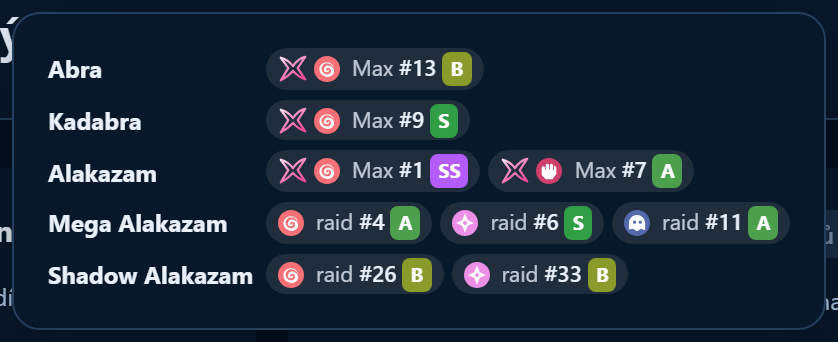 Abra Max #13 B
Kadabra Max #9 S
Alakazam Max #1 SS Max #7 A
Mega Alakazam raid #4 A raid #6 S raid #11 A
Shadow Alakazam raid #26 B raid #33 B